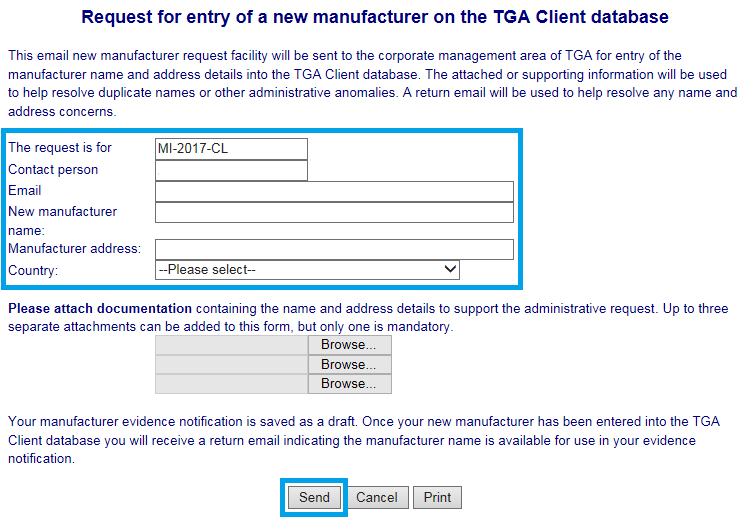 Request for entry of a new manufacturer on the TGA Client database
This email new manufacturer request facility will be sent to the corporate management area of TGA for entry of the
manufacturer name and address details into the TGA Client database. The attached or supporting information will be used
to help resolve duplicate names or other administrative anomalies. A return email will be used to help resolve any name and
address concerns.
The request is for MI-2017-CL
Contact person
Email
New manufacturer
name:
Manufacturer address:
Country: --Please select--
Please attach documentation containing the name and address details to support the administrative request. Up to three
separate attachments can be added to this form, but only one is mandatory.
Browse...
Browse...
Browse...
Your manufacturer evidence notification is saved as a draft. Once your new manufacturer has been entered into the TGA
Client database you will receive a return email indicating the manufacturer name is available for use in your evidence
notification.
Send Cancel Print